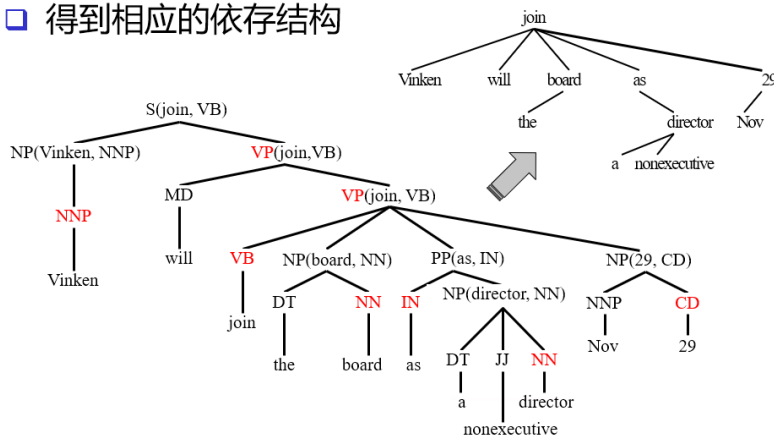 得到相应的依存结构
join
Vinken will board as 29
the director Nov
a nonexecutive
S(join, VB)
NP(Vinken, NNP) VP(join,VB)
MD VP(join, VB)
NNP
will VB NP(board, NN) PP(as, IN) NP(29, CD)
Vinken
DT NN IN NP(director, NN) NNP CD
join
Nov 29
the board as DT JJ NN
a director
nonexecutive